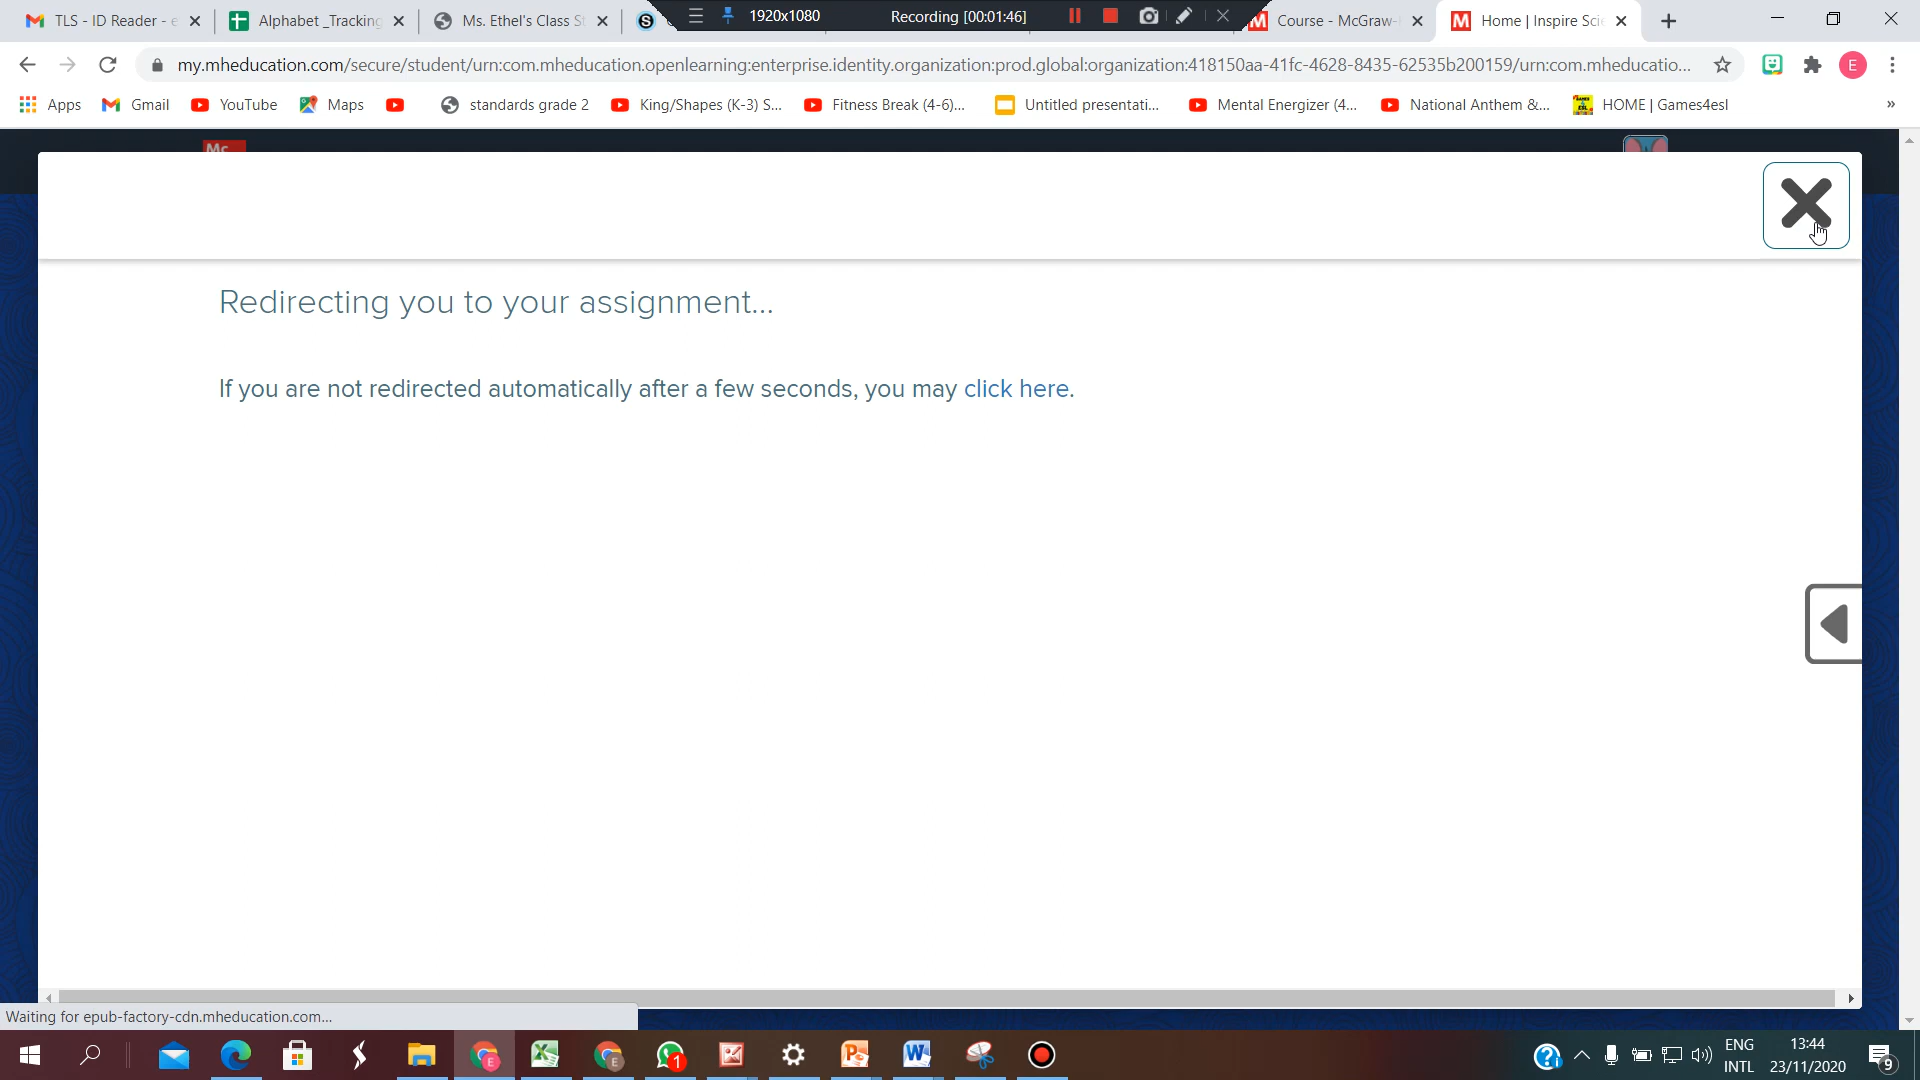 TLS - ID Reader - e
Alphabet _Tracking
Ms. Ethel's Class St
1920x1080
Recording [00:01:46]
Course - McGraw-
Home | Inspire Scie
my.mheducation.com/secure/student/urn:com.mheducation.openlearning:enterprise.identity.organization:prod.global:organization:418150aa-41fc-4628-8435-62535b200159/urn:com.mheducatio...
E
Apps
Gmail
YouTube
Maps
standards grade 2
King/Shapes (K-3) S...
Fitness Break (4-6)...
Untitled presentati...
Mental Energizer (4...
National Anthem &...
HOME | Games4esl
»
Mc
Redirecting you to your assignment...
If you are not redirected automatically after a few seconds, you may click here.
Waiting for epub-factory-cdn.mheducation.com...
1
ENG
INTL
13:44
23/11/2020
9